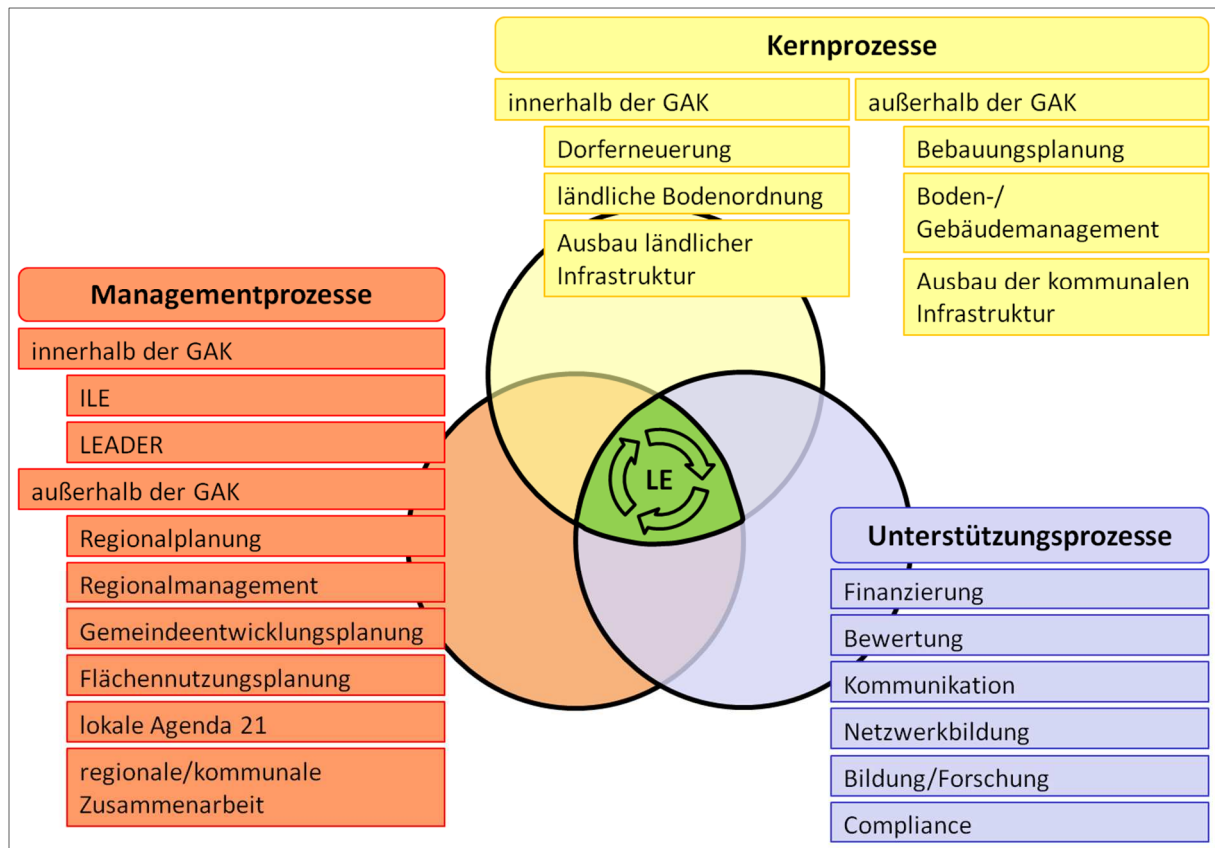 Kernprozesse
innerhalb der GAK
Dorferneuerung
ländliche Bodenordnung
Ausbau ländlicher
Infrastruktur
außerhalb der GAK
Bebauungsplanung
Boden-/
Gebäudemanagement
Ausbau der kommunalen
Infrastruktur
Managementprozesse
innerhalb der GAK
ILE
LEADER
außerhalb der GAK
Regionalplanung
Regionalmanagement
Gemeindeentwicklungsplanung
Flächennutzungsplanung
lokale Agenda 21
regionale/kommunale
Zusammenarbeit
LE
Unterstützungsprozesse
Finanzierung
Bewertung
Kommunikation
Netzwerkbildung
Bildung/Forschung
Compliance